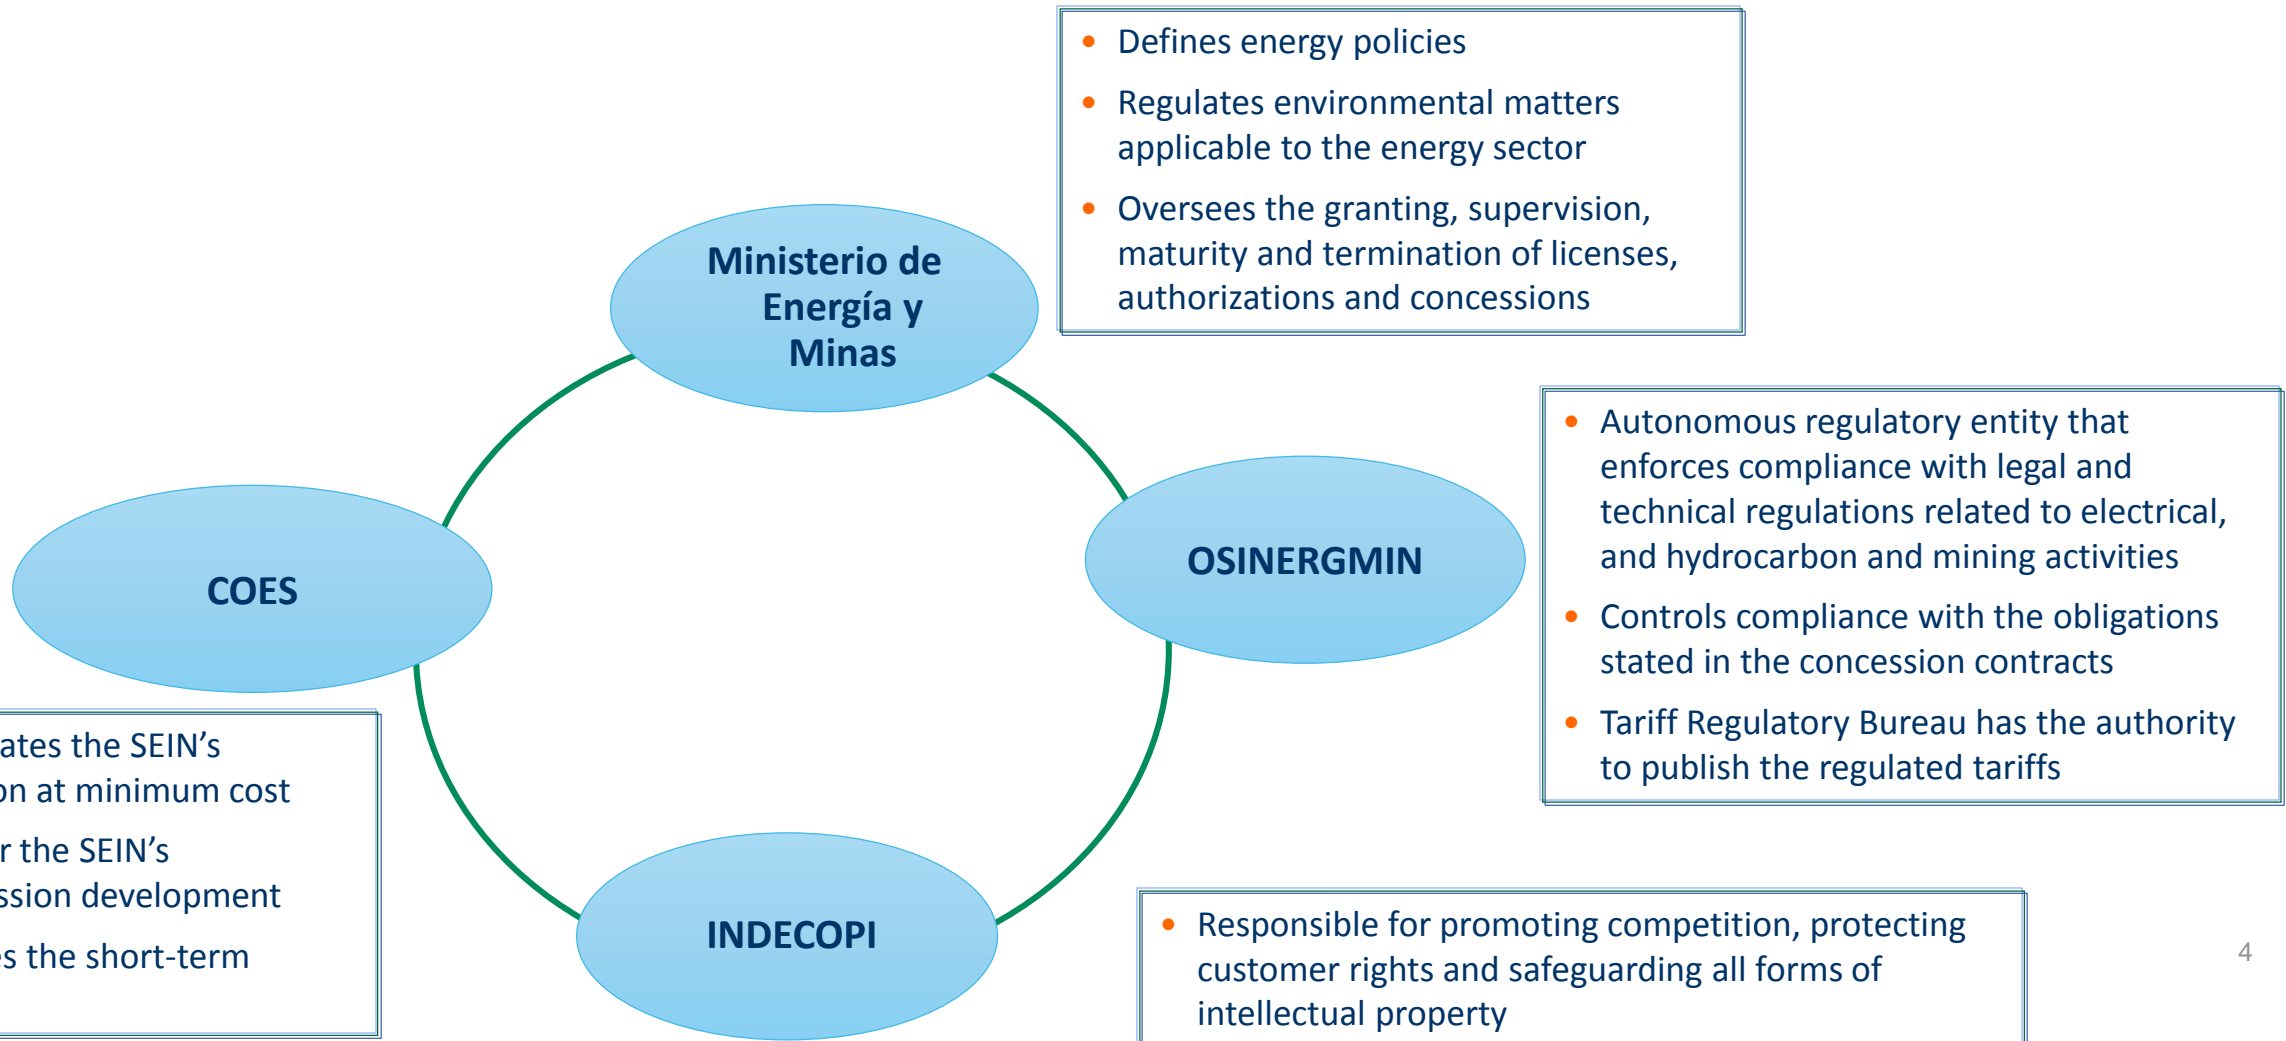 • Defines energy policies
• Regulates environmental matters
applicable to the energy sector
• Oversees the granting, supervision,
maturity and termination of licenses,
authorizations and concessions
Ministerio de
Energía y
Minas
• Autonomous regulatory entity that
enforces compliance with legal and
technical regulations related to electrical,
and hydrocarbon and mining activities
• Controls compliance with the obligations
stated in the concession contracts
• Tariff Regulatory Bureau has the authority
to publish the regulated tariffs
OSINERGMIN
COES
ates the SEIN’s
on at minimum cost
r the SEIN’s
ssion development
es the short-term
INDECOPI
• Responsible for promoting competition, protecting
customer rights and safeguarding all forms of
intellectual property
4